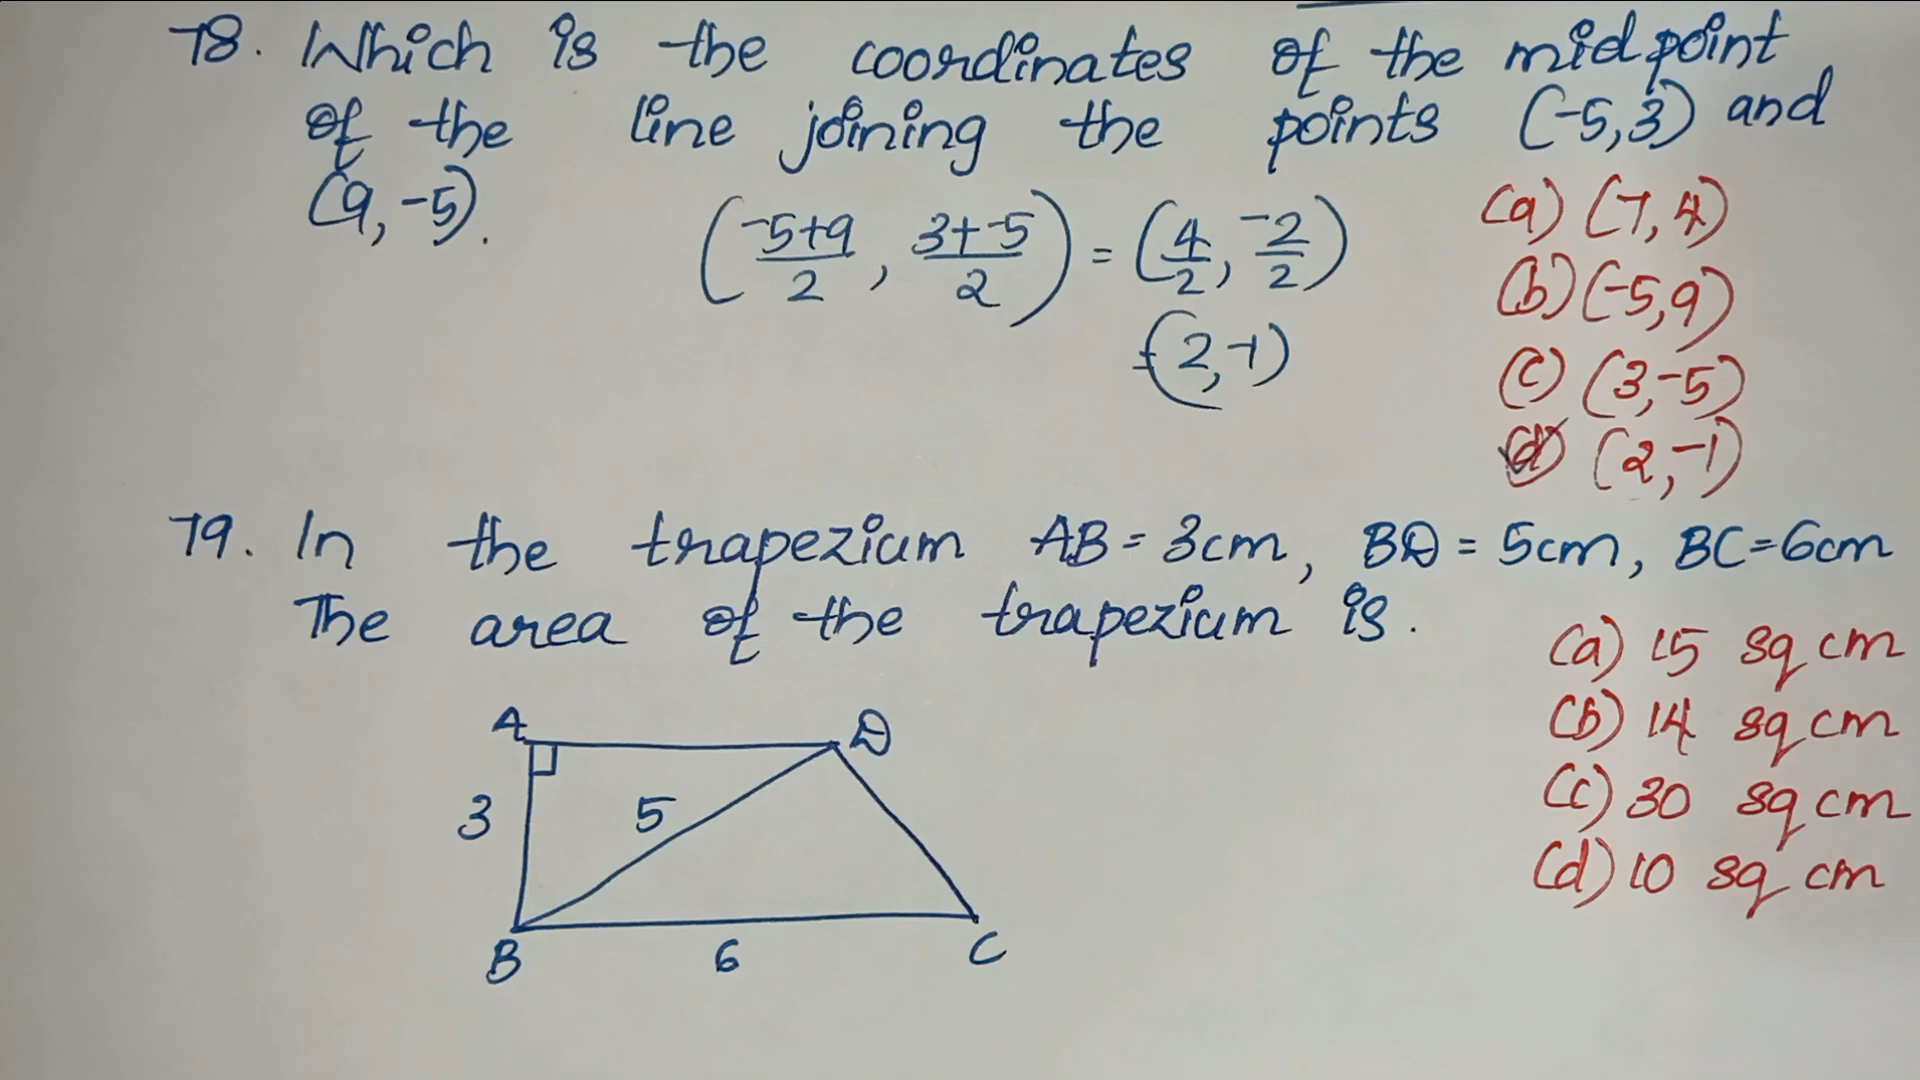 78. Which is the coordinates of the midpoint
of the line joining the points (-5,3) and
(9,-5).
(-5+9/2, 3+-5/2) = (4/2, -2/2)
=(2,-1)
(a) (7,4)
(b) (-5,9)
(c) (3,-5)
(d) (2,-1)
79. In the trapezium AB = 3cm, BD = 5cm, BC=6cm
The area of the trapezium is.
(a) 15 sq cm
(b) 14 sq cm
(c) 30 sq cm
(d) 10 sq cm
A D
3 5
B 6 C